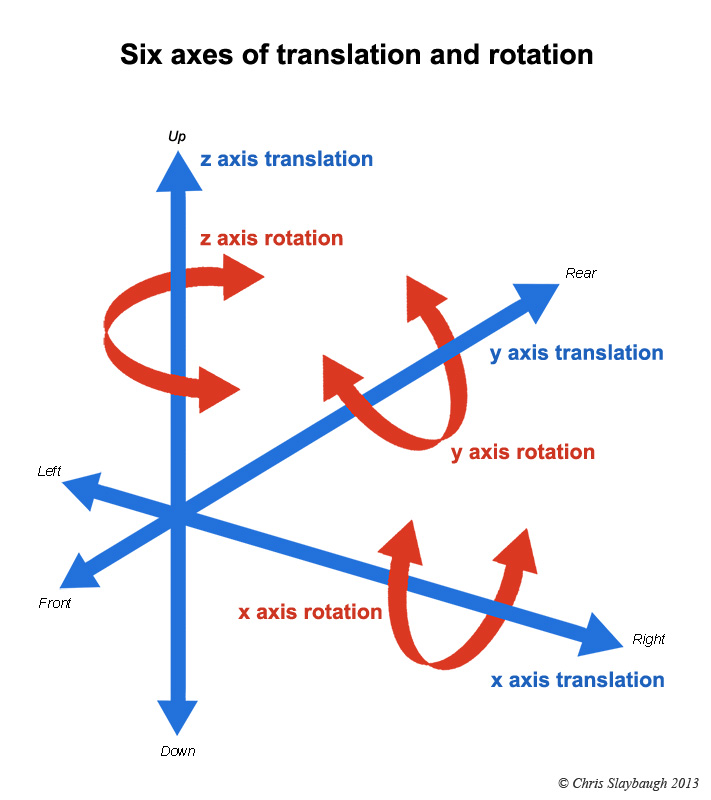 Six axes of translation and rotation
Up
z axis translation
z axis rotation
Rear
y axis translation
y axis rotation
Left
Front
x axis rotation
Right
x axis translation
Down
© Chris Slaybaugh 2013